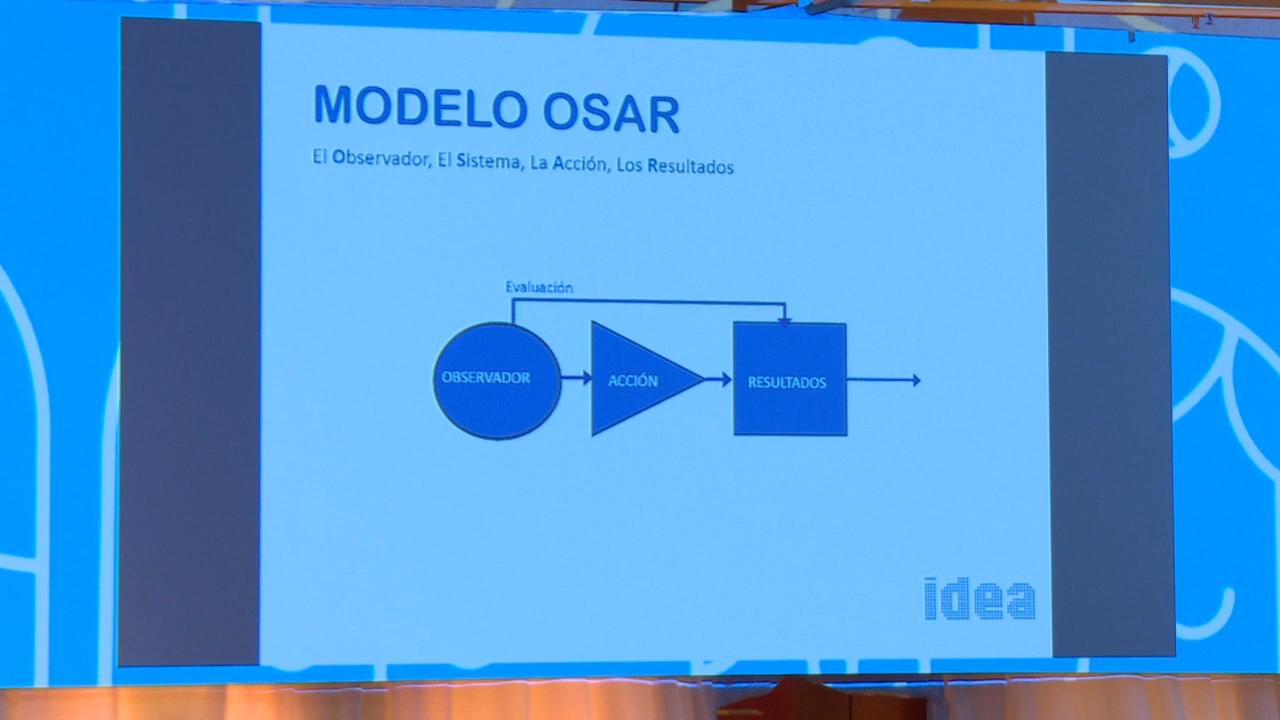 MODELO OSAR
El Observador, El Sistema, La Acción, Los Resultados
Evaluación
OBSERVADOR
ACCIÓN
RESULTADOS
idea